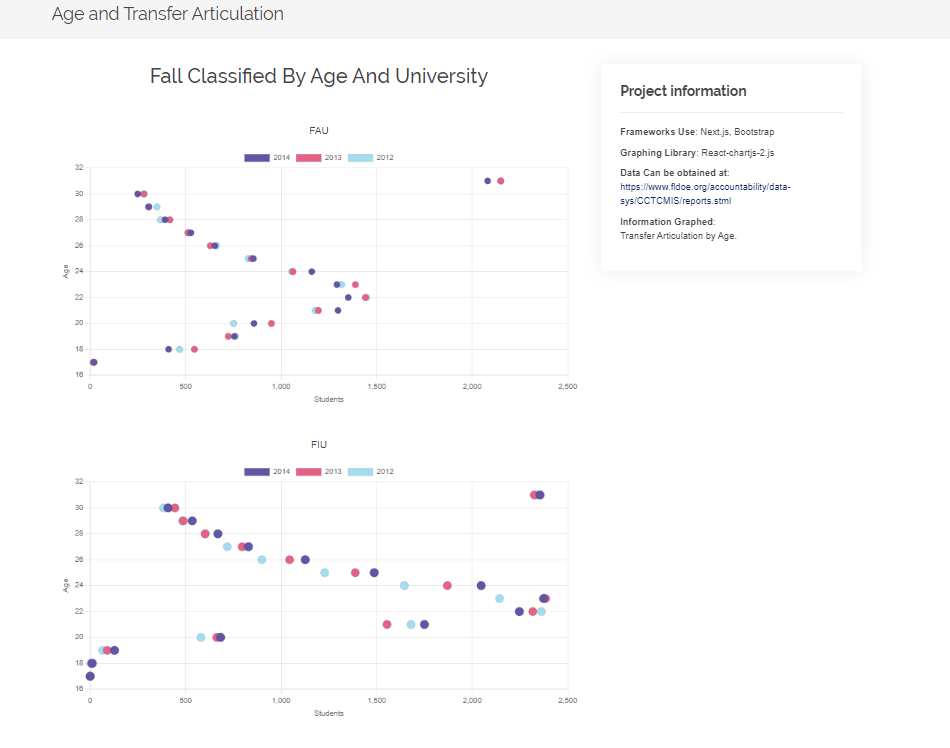 Age and Transfer Articulation
Fall Classified By Age And University
FAU
2014 2013 2012
32
30
28
26
24
22
20
18
16
Age
0 500 1,000 1,500 2,000 2,500
Students
FIU
2014 2013 2012
32
30
28
26
24
22
20
18
16
Age
0 500 1,000 1,500 2,000 2,500
Students
Project information
Frameworks Use: Next.js, Bootstrap
Graphing Library: React-chartjs-2.js
Data Can be obtained at:
https://www.fldoe.org/accountability/data-
sys/CCTCMIS/reports.stml
Information Graphed:
Transfer Articulation by Age.